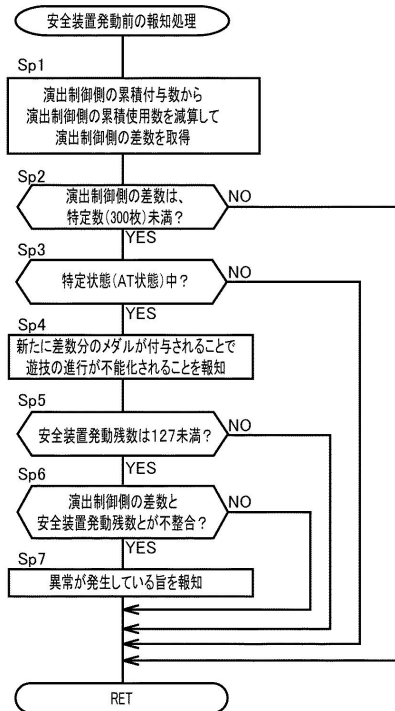 安全装置発動前の報知処理
Sp1
演出制御側の累積付与数から
演出制御側の累積使用数を減算して
演出制御側の差数を取得
Sp2
演出制御側の差数は、
特定数(300枚)未満？
NO
YES
Sp3
特定状態(AT状態)中？
NO
YES
Sp4
新たに差数分のメダルが付与されることで
遊技の進行が不能化されることを報知
Sp5
安全装置発動残数は127未満？
NO
YES
Sp6
演出制御側の差数と
安全装置発動残数とが不整合？
NO
YES
Sp7
異常が発生している旨を報知
RET